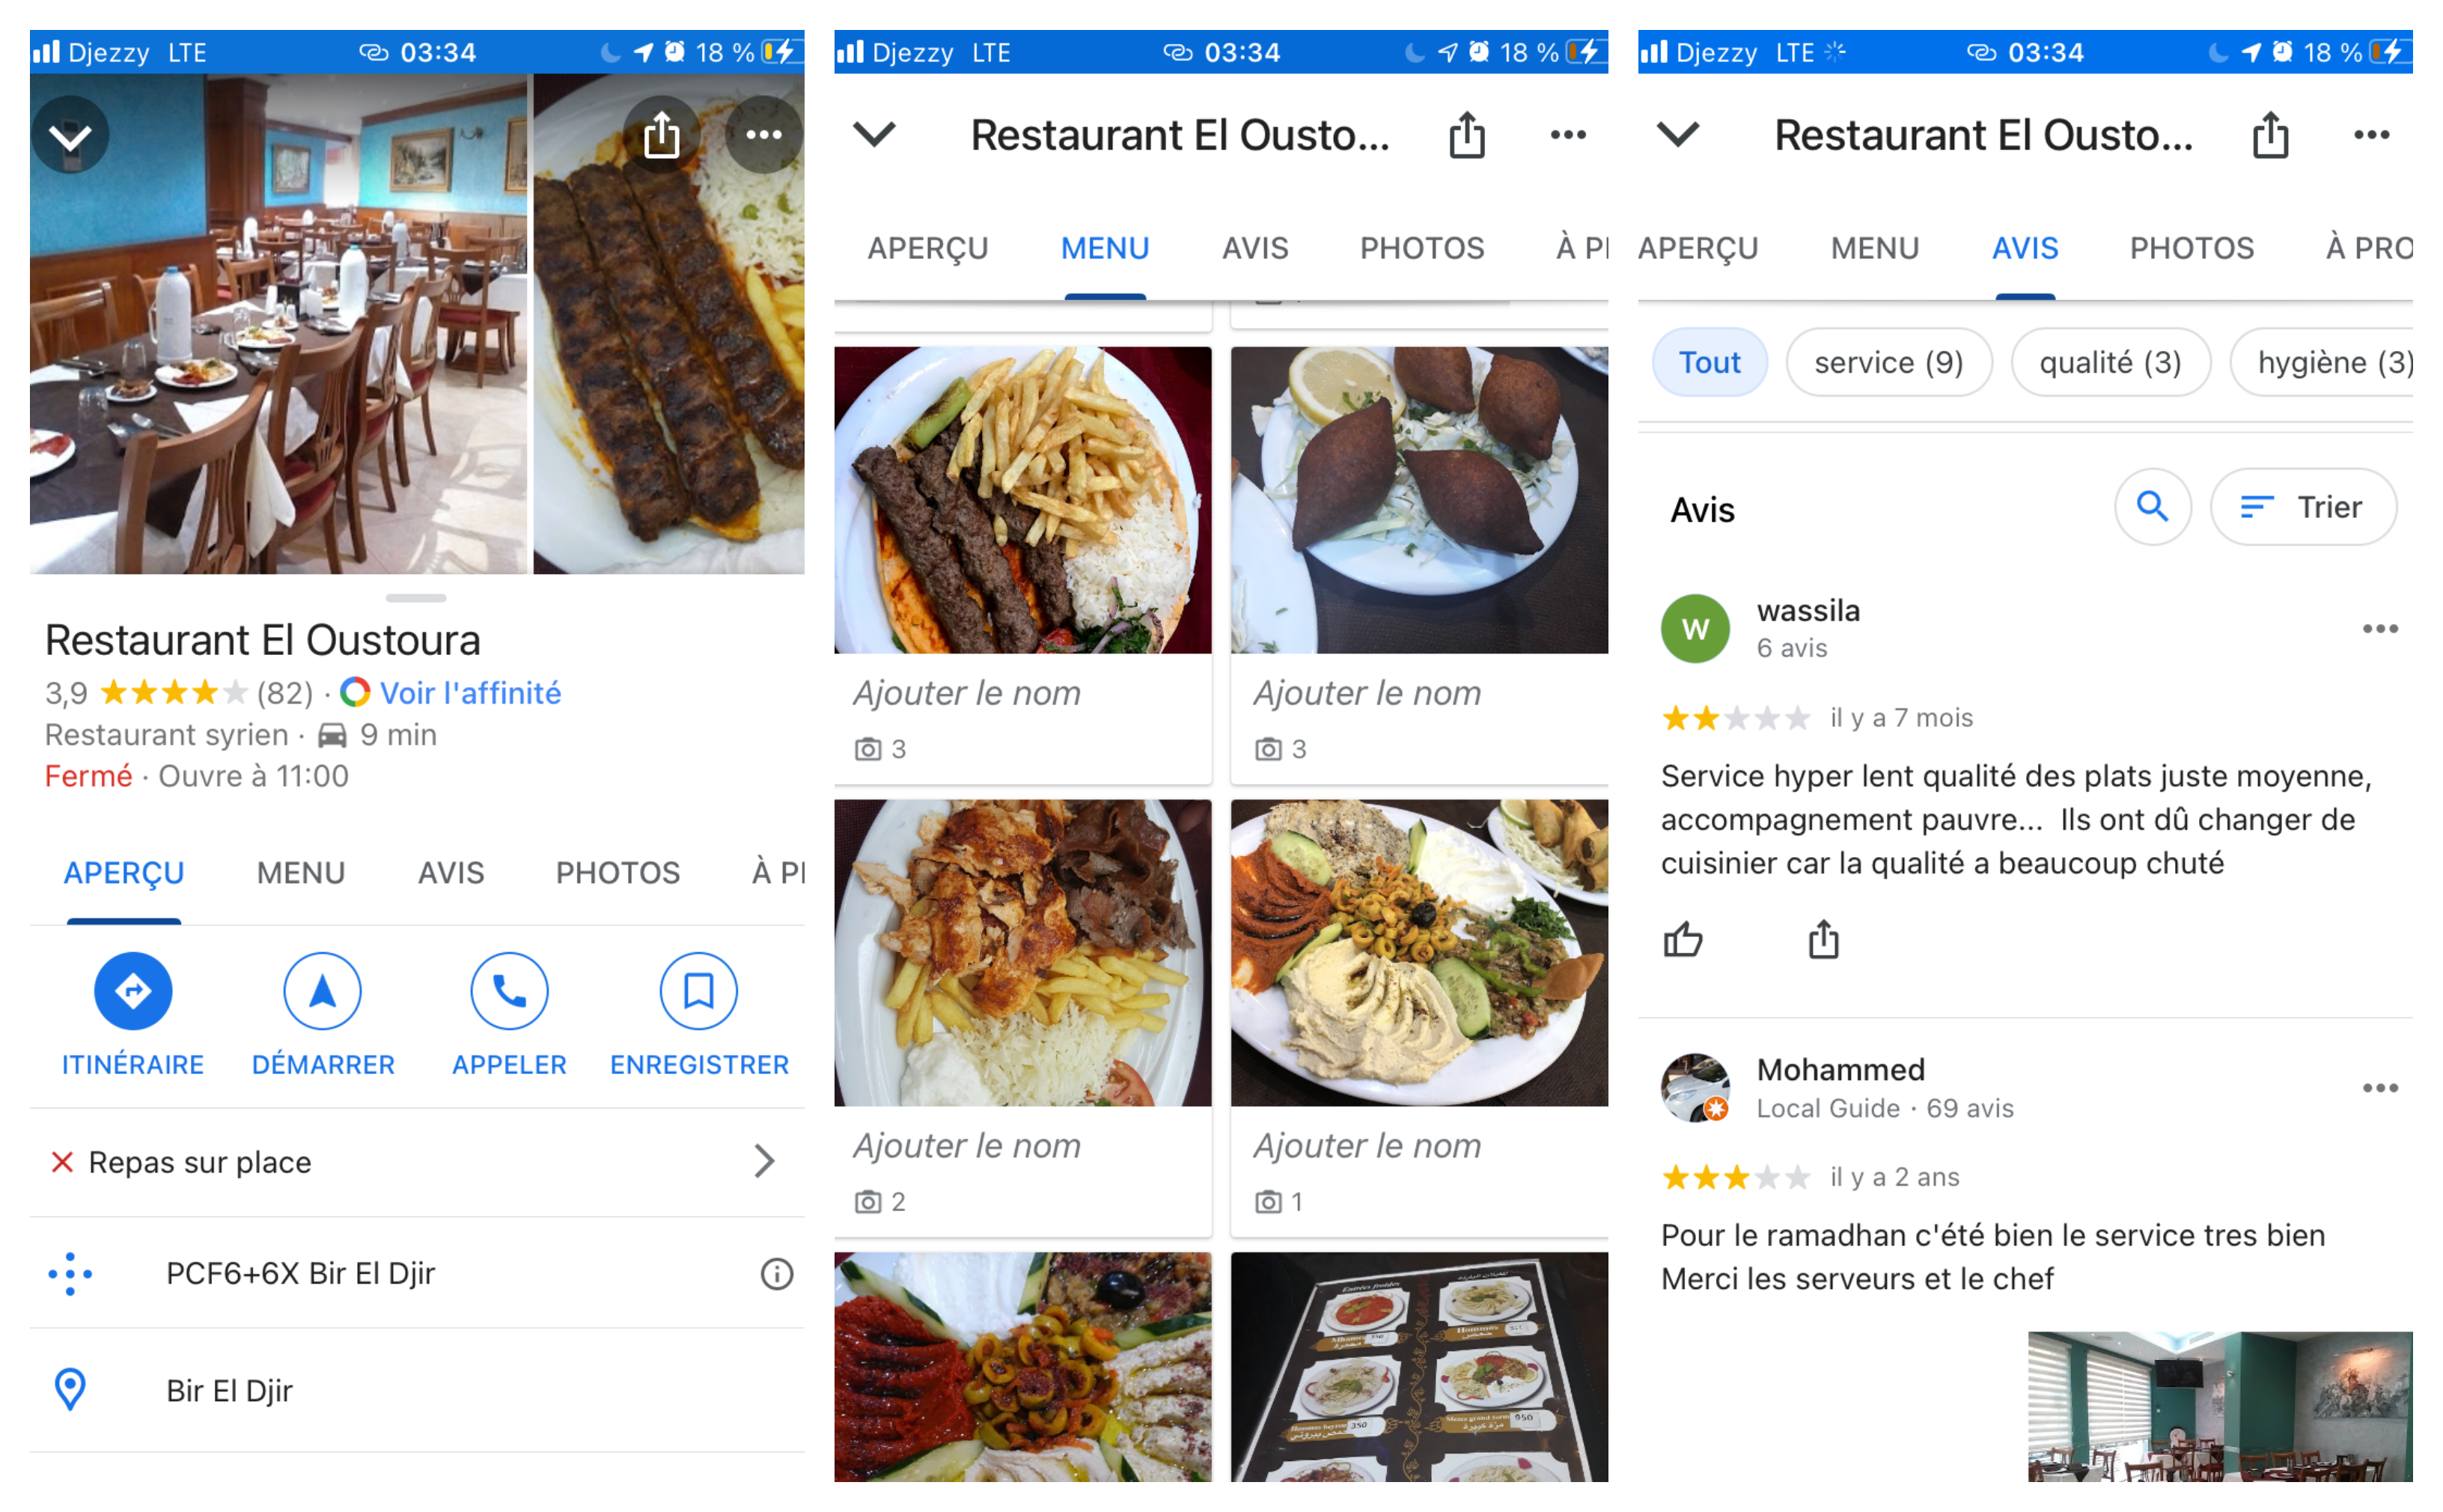 Djezzy LTE 03:34 18 %
Restaurant El Oustoura
3,9 (82) · Voir l'affinité
Restaurant syrien · 9 min
Fermé · Ouvre à 11:00
APERÇU MENU AVIS PHOTOS À PI
ITINÉRAIRE DÉMARRER APPELER ENREGISTRER
Repas sur place
PCF6+6X Bir El Djir
Bir El Djir
Djezzy LTE 03:34 18 %
Restaurant El Ousto...
APERÇU MENU AVIS PHOTOS À PI
Ajouter le nom Ajouter le nom
3 3
Ajouter le nom Ajouter le nom
2 1
Entrées froides
Hommos
350
950
Djezzy LTE 03:34 18 %
Restaurant El Ousto...
APERÇU MENU AVIS PHOTOS À PRO
Tout service (9) qualité (3) hygiène (3)
Avis Trier
W wassila
6 avis
il y a 7 mois
Service hyper lent qualité des plats juste moyenne,
accompagnement pauvre... Ils ont dû changer de
cuisinier car la qualité a beaucoup chuté
Mohammed
Local Guide · 69 avis
il y a 2 ans
Pour le ramadhan c'été bien le service tres bien
Merci les serveurs et le chef